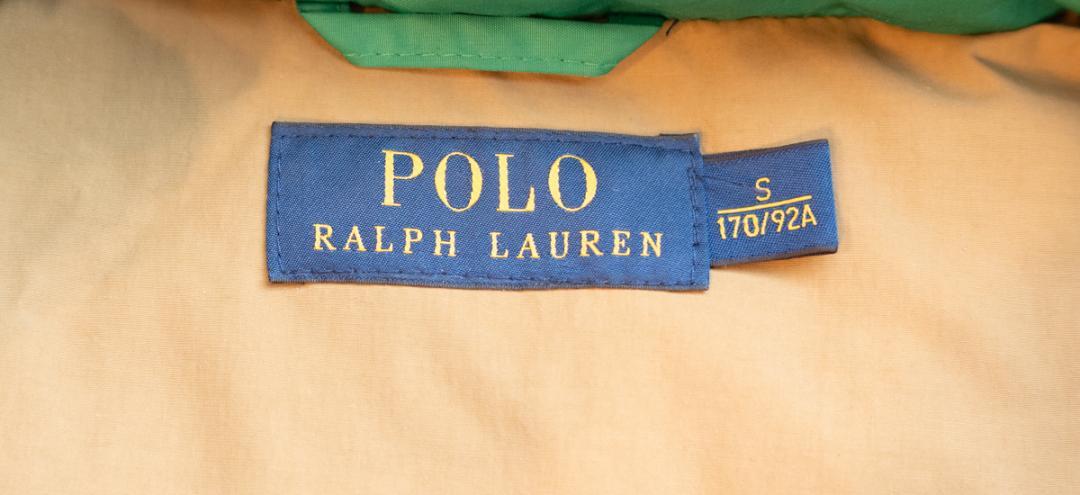 POLO
RALPH LAUREN
S
170/92A